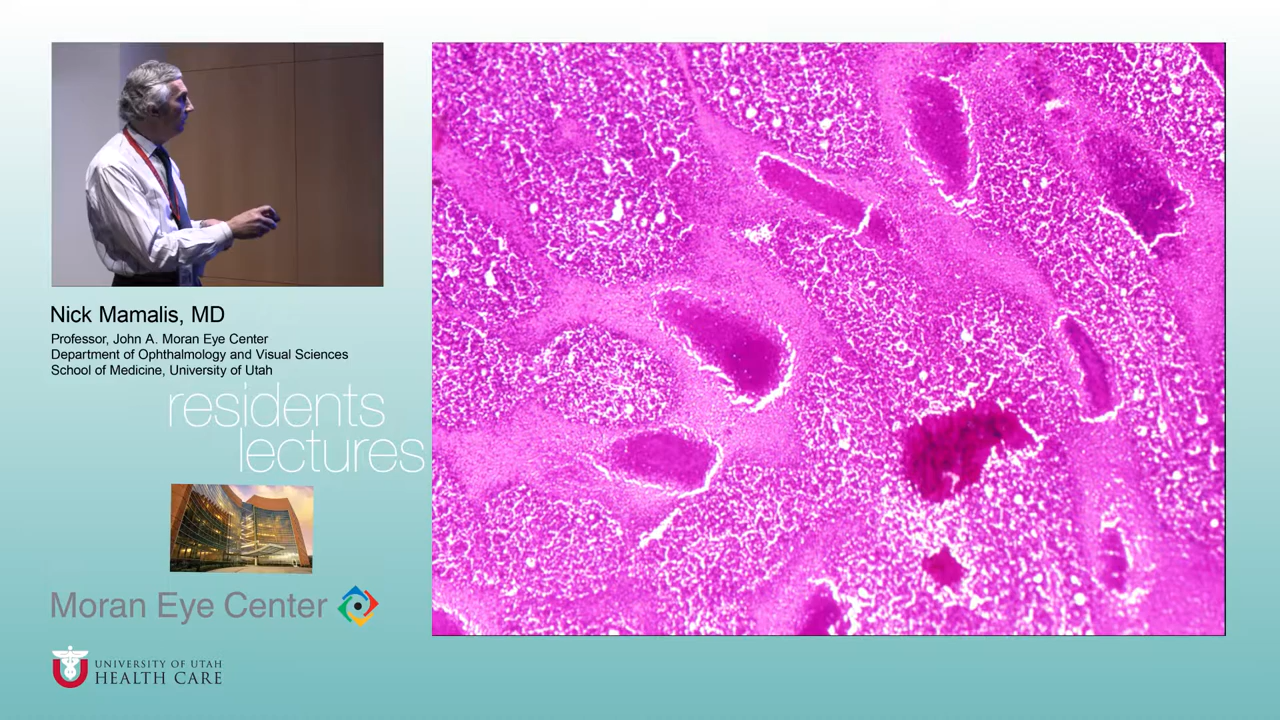 Nick Mamalis, MD
Professor, John A. Moran Eye Center
Department of Ophthalmology and Visual Sciences
School of Medicine, University of Utah
residents
lectures
Moran Eye Center
UNIVERSITY OF UTAH
HEALTH CARE